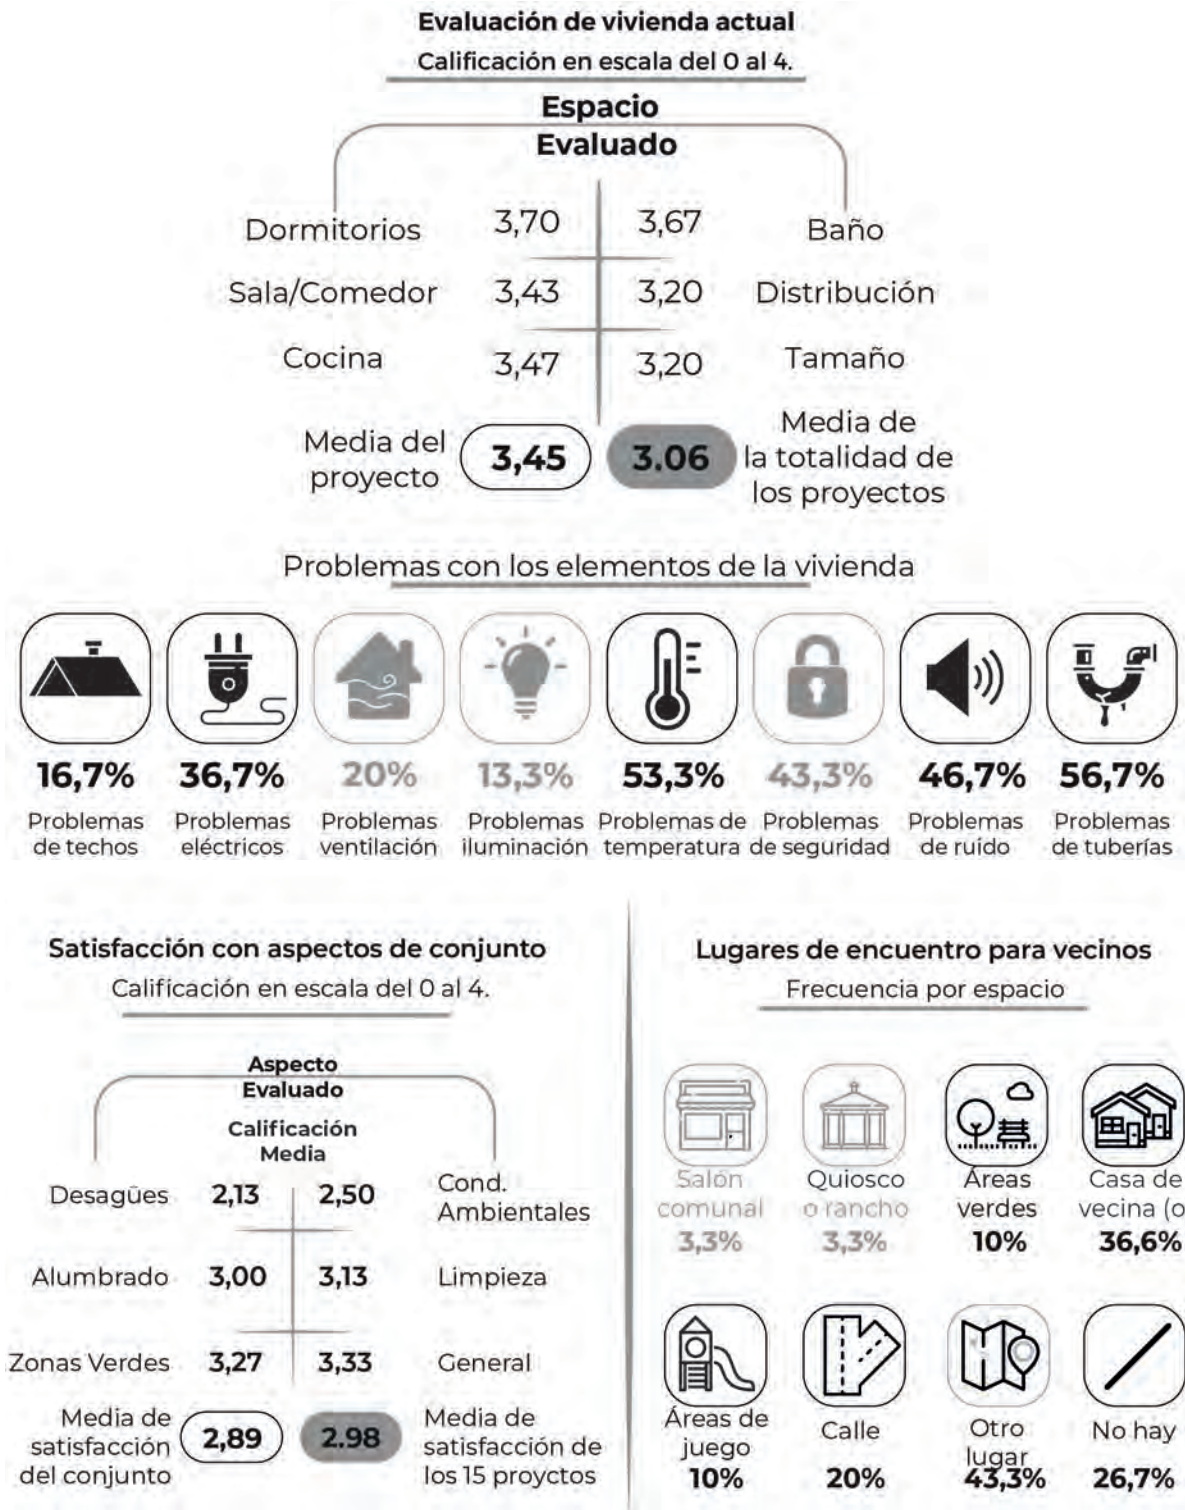 Evaluación de vivienda actual
Calificación en escala del 0 al 4.
Espacio
Evaluado
Dormitorios 3,70 3,67 Baño
Sala/Comedor 3,43 3,20 Distribución
Cocina 3,47 3,20 Tamaño
Media del
proyecto
3,45 3.06
Media de
la totalidad de
los proyectos
Problemas con los elementos de la vivienda
16,7% 36,7% 20% 13,3% 53,3% 43,3% 46,7% 56,7%
Problemas Problemas Problemas Problemas Problemas de Problemas Problemas Problemas
de techos eléctricos ventilación iluminación temperatura de seguridad de ruido de tuberías
Satisfacción con aspectos de conjunto
Calificación en escala del 0 al 4.
Aspecto
Evaluado
Calificación
Media
Desagües 2,13 2,50 Cond.
Ambientales
Alumbrado 3,00 3,13 Limpieza
Zonas Verdes 3,27 3,33 General
Media de
satisfacción
del conjunto
2,89 2.98
Media de
satisfacción de
los 15 proyctos
Lugares de encuentro para vecinos
Frecuencia por espacio
Salón Quiosco Áreas Casa de
comunal o rancho verdes vecina (o
3,3% 3,3% 10% 36,6%
Áreas de
juego
10%
Calle
20%
Otro
lugar
43,3%
No hay
26,7%